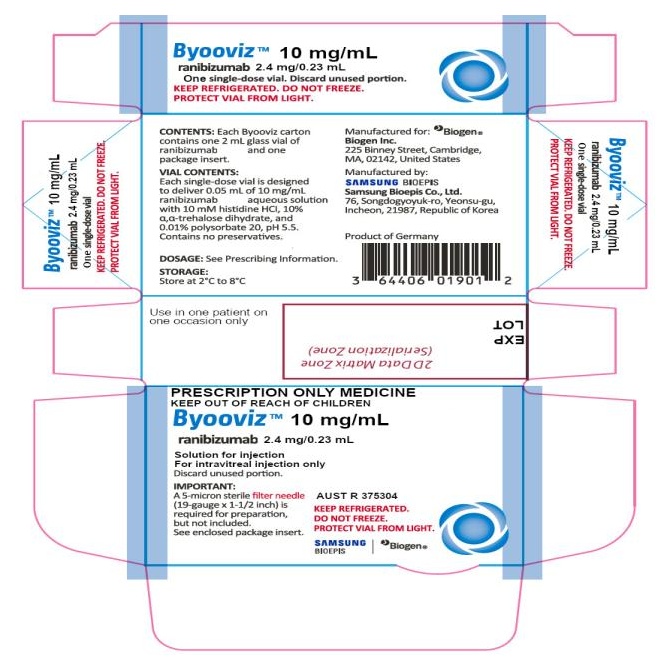 Byooviz™ 10 mg/mL
ranibizumab 2.4 mg/0.23 mL
One single-dose vial. Discard unused portion.
KEEP REFRIGERATED. DO NOT FREEZE.
PROTECT VIAL FROM LIGHT.
Byooviz™ 10 mg/mL
ranibizumab 2.4 mg/0.23 mL
One single-dose vial
KEEP REFRIGERATED. DO NOT FREEZE.
PROTECT VIAL FROM LIGHT.
CONTENTS: Each Byooviz carton
contains one 2 mL glass vial of
ranibizumab and one
package insert.
VIAL CONTENTS:
Each single-dose vial is designed
to deliver 0.05 mL of 10 mg/mL
ranibizumab aqueous solution
with 10 mM histidine HCl, 10%
α,α-trehalose dihydrate, and
0.01% polysorbate 20, pH 5.5.
Contains no preservatives.
DOSAGE: See Prescribing Information.
STORAGE:
Store at 2°C to 8°C
Manufactured for: Biogen®
Biogen Inc.
225 Binney Street, Cambridge,
MA, 02142, United States
Manufactured by:
SAMSUNG BIOEPIS
Samsung Bioepis Co., Ltd.
76, Songdogyoyuk-ro, Yeonsu-gu,
Incheon, 21987, Republic of Korea
Product of Germany
3 64406 01901 2
Byooviz™ 10 mg/mL
ranibizumab 2.4 mg/0.23 mL
One single-dose vial
KEEP REFRIGERATED. DO NOT FREEZE.
PROTECT VIAL FROM LIGHT.
Use in one patient on
one occasion only
2D Data Matrix Zone
(Serialization Zone)
EXP
LOT
PRESCRIPTION ONLY MEDICINE
KEEP OUT OF REACH OF CHILDREN
Byooviz™ 10 mg/mL
ranibizumab 2.4 mg/0.23 mL
Solution for injection
For intravitreal injection only
Discard unused portion.
IMPORTANT:
A 5-micron sterile filter needle
(19-gauge x 1-1/2 inch) is
required for preparation,
but not included.
See enclosed package insert.
AUST R 375304
KEEP REFRIGERATED.
DO NOT FREEZE.
PROTECT VIAL FROM LIGHT.
SAMSUNG
BIOEPIS
Biogen®